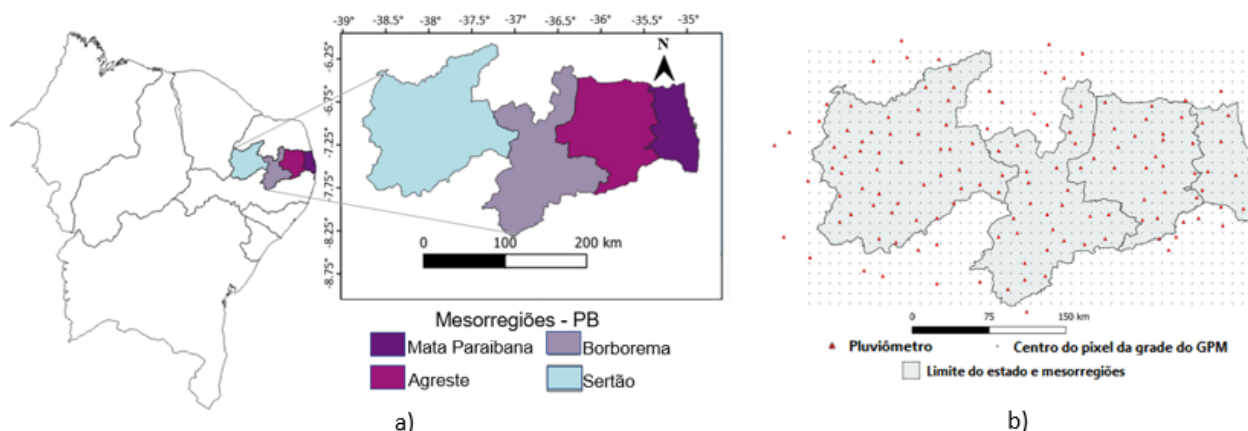 -39° -38.5° -38° -37.5° -37° -36.5° -36° -35.5° -35°
-6.25°
-6.75°
-7.25°
-7.75°
-8.25°
-8.75°
N
0 100 200 km
Mesorregiões - PB
Mata Paraibana Borborema
Agreste Sertão
a)
0 75 150 km
Pluviômetro Centro do pixel da grade do GPM
Limite do estado e mesorregiões
b)